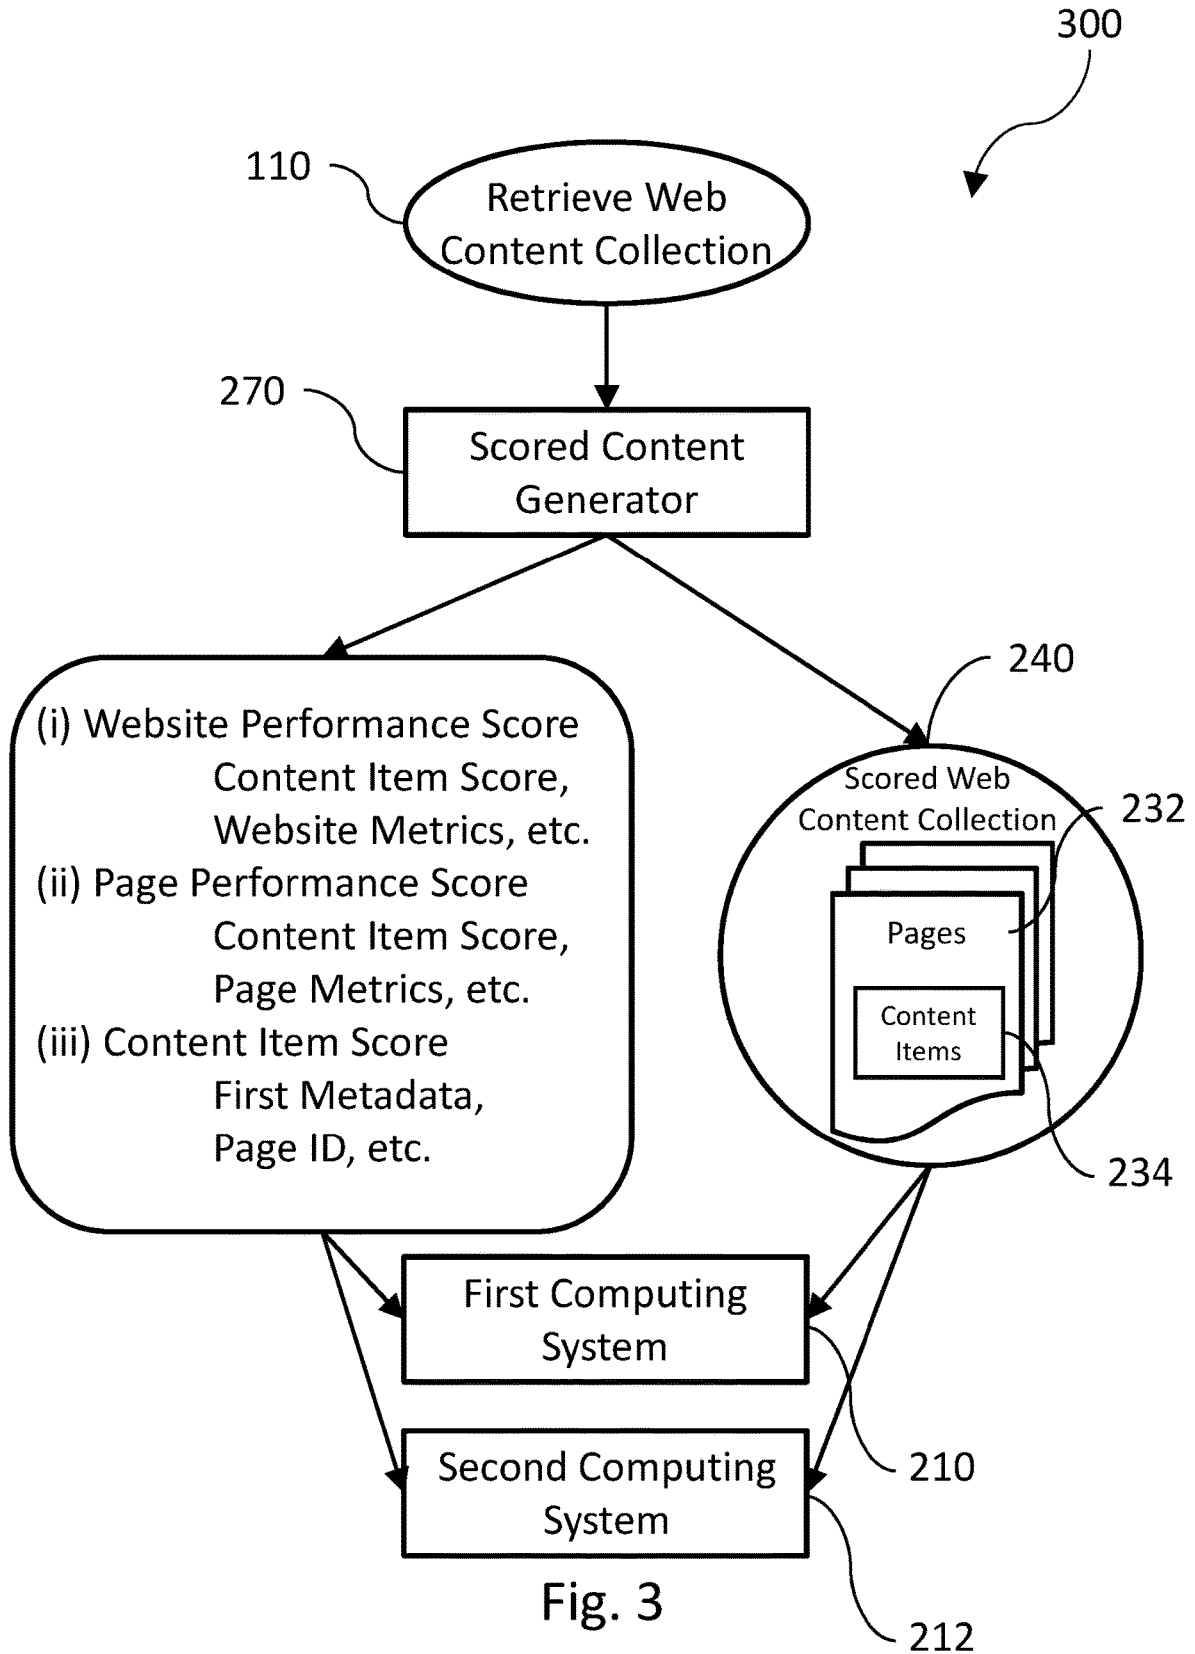 300
110
Retrieve Web
Content Collection
270
Scored Content
Generator
(i) Website Performance Score
Content Item Score,
Website Metrics, etc.
(ii) Page Performance Score
Content Item Score,
Page Metrics, etc.
(iii) Content Item Score
First Metadata,
Page ID, etc.
240
Scored Web
Content Collection
232
Pages
Content
Items
234
First Computing
System
210
Second Computing
System
212
Fig. 3